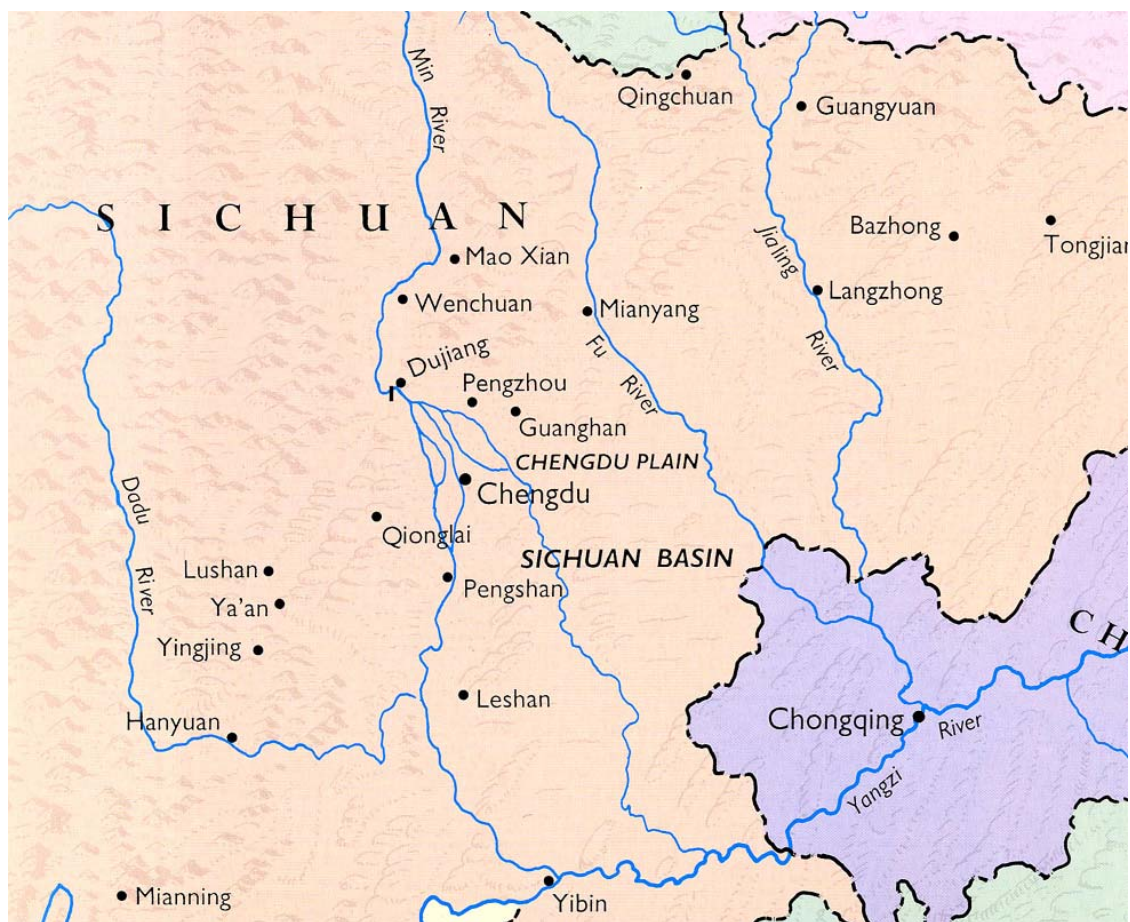 Min
River
Qingchuan
Guangyuan
SICHUAN
Bazhong
Tongjian
Jialing
River
Mao Xian
Wenchuan
Langzhong
Mianyang
Fu
River
Dujiang
Pengzhou
Guanghan
CHENGDU PLAIN
Chengdu
Dadu
River
Qionglai
SICHUAN BASIN
Lushan
Pengshan
Ya'an
Yingjing
CH
Leshan
Hanyuan
Chongqing
River
Yangzi
Mianning
Yibin